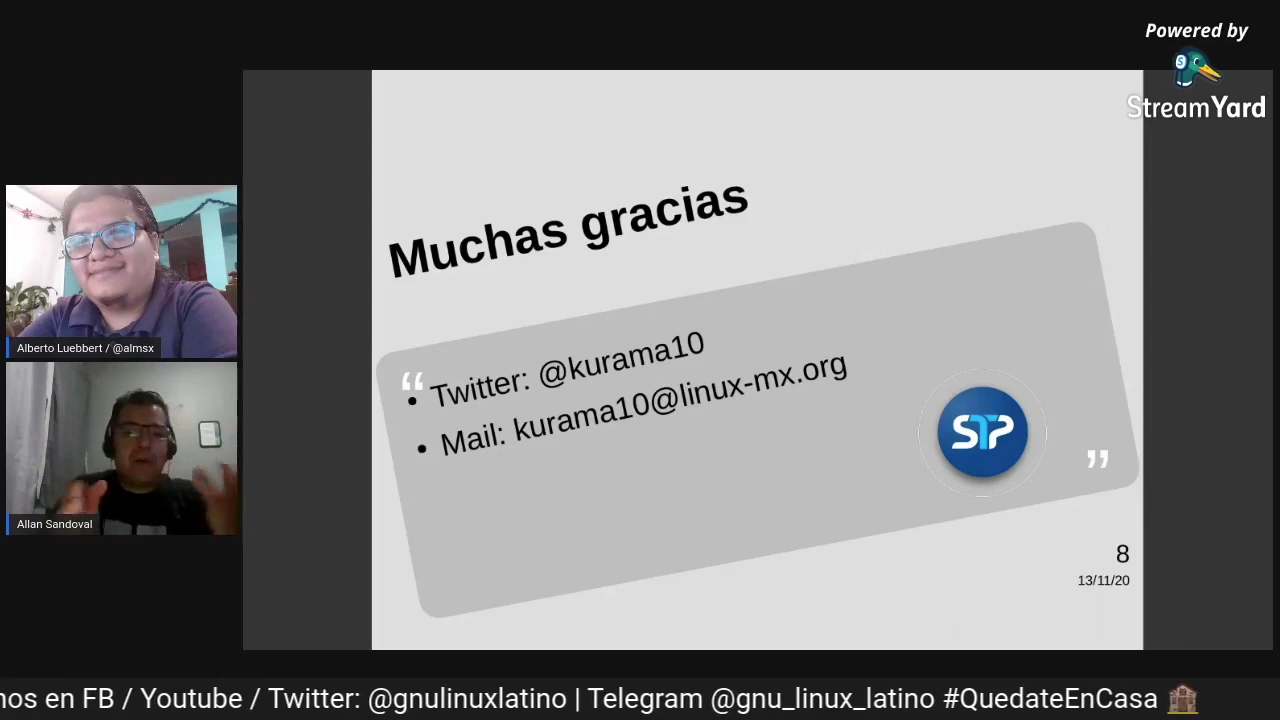 Powered by
StreamYard
Muchas gracias
“
• Twitter: @kurama10
• Mail: kurama10@linux-mx.org
STP
”
8
13/11/20
Alberto Luebbert / @almsx
Allan Sandoval
nos en FB / Youtube / Twitter: @gnulinuxlatino | Telegram @gnu_linux_latino #QuedateEnCasa 🏚